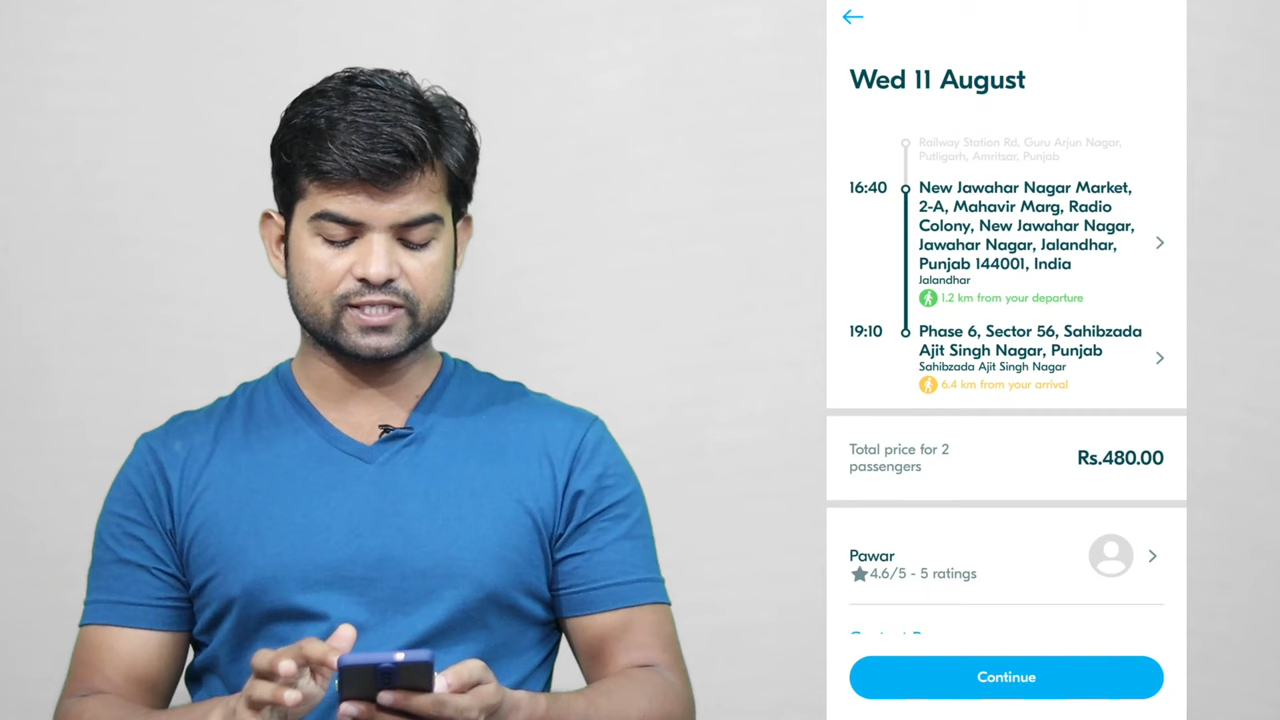 Wed 11 August
Railway Station Rd, Guru Arjun Nagar,
Putligarh, Amritsar, Punjab
16:40
New Jawahar Nagar Market,
2-A, Mahavir Marg, Radio
Colony, New Jawahar Nagar,
Jawahar Nagar, Jalandhar,
Punjab 144001, India
Jalandhar
1.2 km from your departure
19:10
Phase 6, Sector 56, Sahibzada
Ajit Singh Nagar, Punjab
Sahibzada Ajit Singh Nagar
6.4 km from your arrival
Total price for 2
passengers
Rs.480.00
Pawar
4.6/5 - 5 ratings
Continue